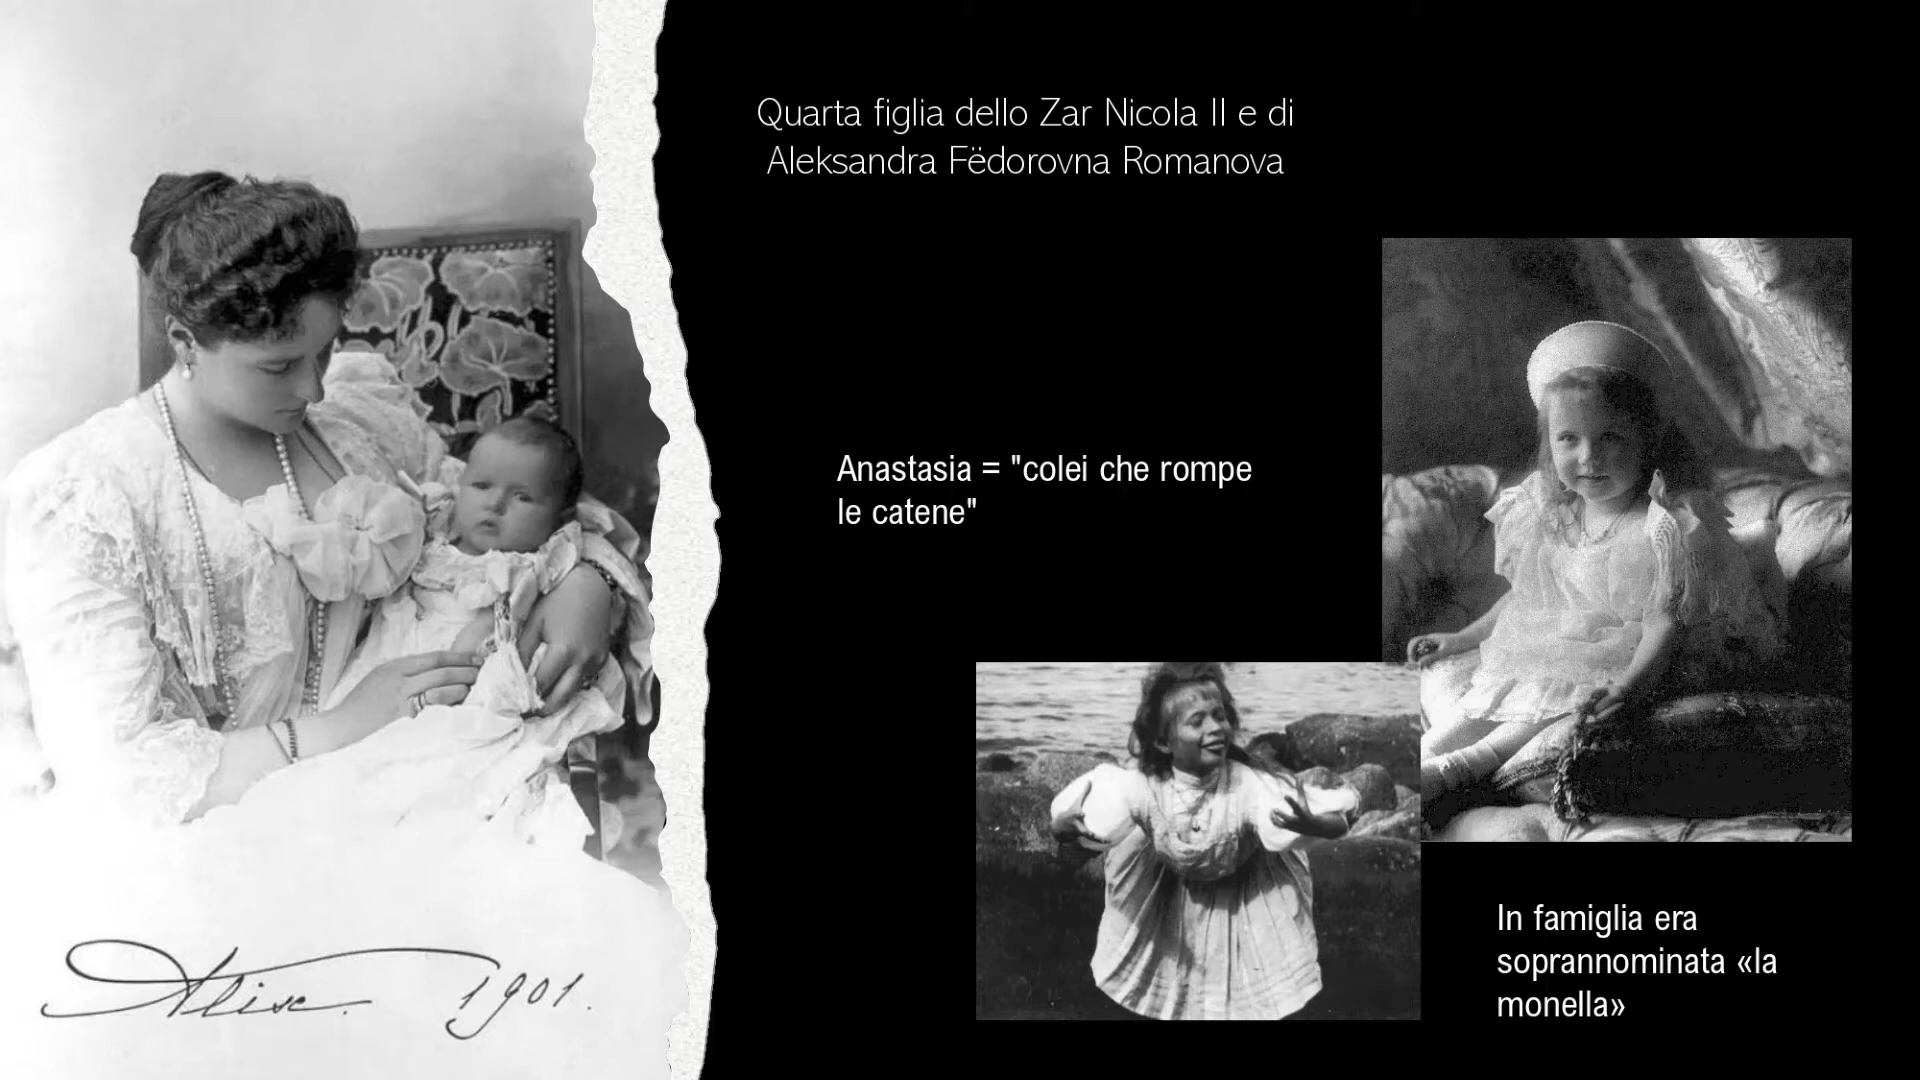 Quarta figlia dello Zar Nicola II e di
Aleksandra Fëdorovna Romanova
Anastasia = "colei che rompe
le catene"
In famiglia era
soprannominata «la
monella»
Alix. 1901.